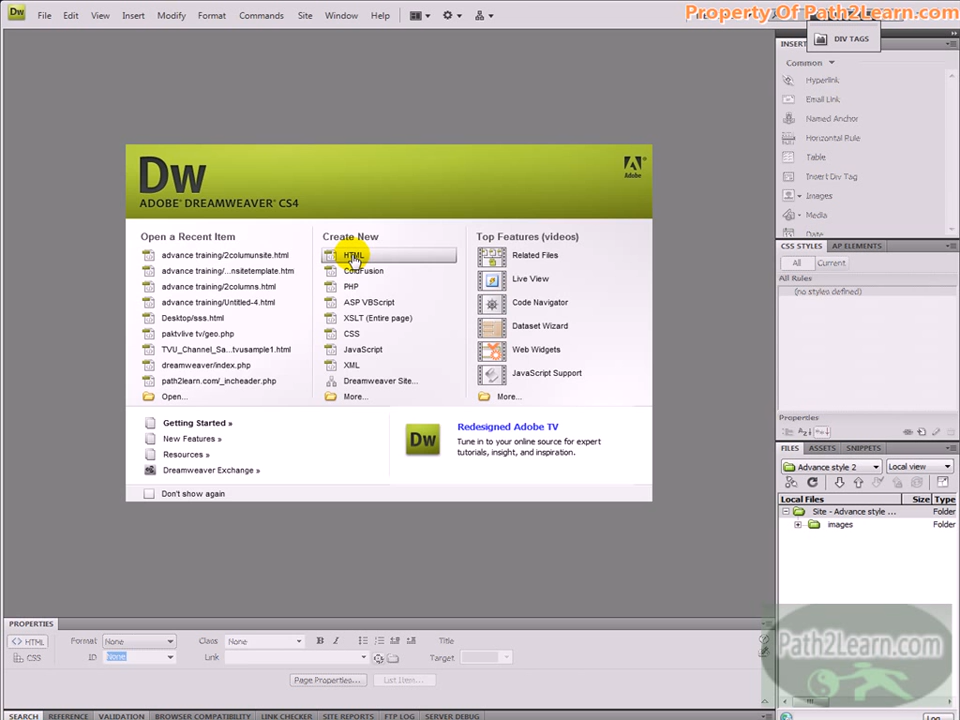 Dw File Edit View Insert Modify Format Commands Site Window Help
Property Of Path2Learn.com
DIV TAGS
INSERT
Common
Hyperlink
Email Link
Named Anchor
Horizontal Rule
Table
Insert Div Tag
Images
Media
Date
Dw
ADOBE® DREAMWEAVER® CS4
Adobe
Open a Recent Item
advance training/2columunsite.html
advance training/...nsitetemplate.htm
advance training/columns.html
advance training/Untitled-4.html
Desktop/sss.html
paktvlive tv/geo.php
TVU_Channel_Sa...tvusample1.html
dreamweaver/index.php
path2learn.com/_incheader.php
Open...
Create New
HTML
ColdFusion
PHP
ASP VBScript
XSLT (Entire page)
CSS
JavaScript
XML
Dreamweaver Site...
More...
Top Features (videos)
Related Files
Live View
Code Navigator
Dataset Wizard
Web Widgets
JavaScript Support
More...
Getting Started »
New Features »
Resources »
Dreamweaver Exchange »
Dw
Redesigned Adobe TV
Tune in to your online source for expert
tutorials, insight, and inspiration.
Don't show again
CSS STYLES AP ELEMENTS
All Current
All Rules
(no styles defined)
Properties
FILES ASSETS SNIPPETS
Advance style 2 Local view
Local Files Size Type
Site - Advance style ... Folder
images Folder
PROPERTIES
HTML Format None Class None B I Title
CSS ID None Link Target
Page Properties... List Item...
Path2Learn.com
SEARCH REFERENCE VALIDATION BROWSER COMPATIBILITY LINK CHECKER SITE REPORTS FTP LOG SERVER DEBUG
Log...